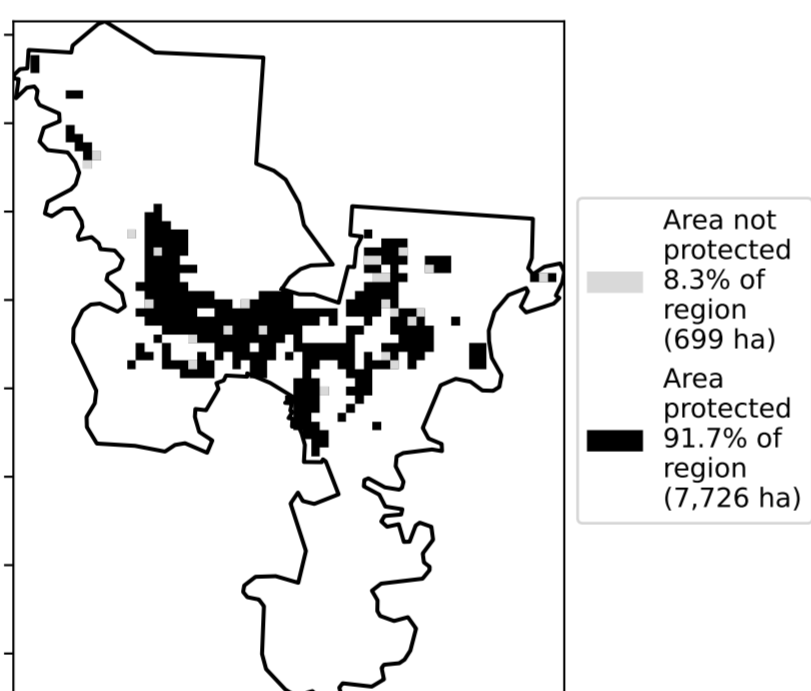 Area not
protected
8.3% of
region
(699 ha)
Area
protected
91.7% of
region
(7,726 ha)